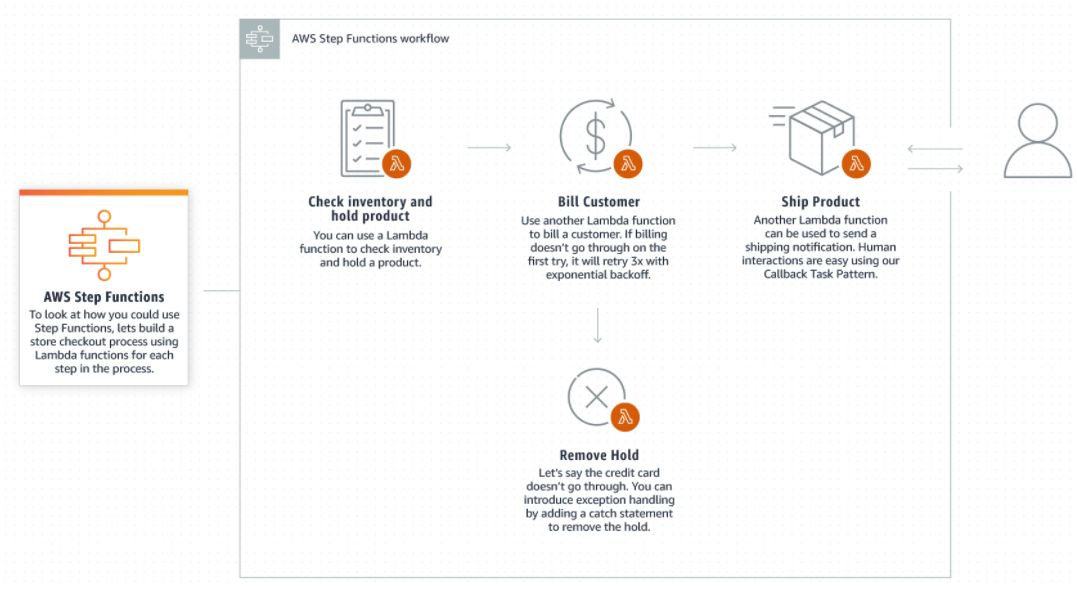 AWS Step Functions workflow
Check inventory and
hold product
You can use a Lambda
function to check inventory
and hold a product.
Bill Customer
Use another Lambda function
to bill a customer. If billing
doesn't go through on the
first try, it will retry 3x with
exponential backoff.
Ship Product
Another Lambda function
can be used to send a
shipping notification. Human
interactions are easy using our
Callback Task Pattern.
AWS Step Functions
To look at how you could use
Step Functions, lets build a
store checkout process using
Lambda functions for each
step in the process.
Remove Hold
Let's say the credit card
doesn't go through. You can
introduce exception handling
by adding a catch statement
to remove the hold.